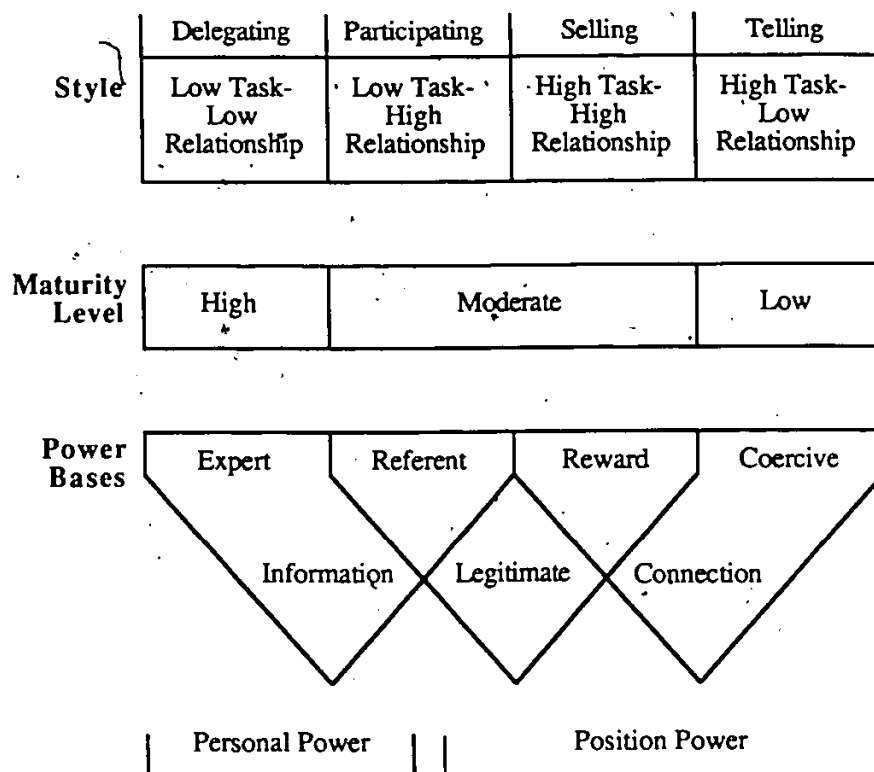 Delegating Participating Selling Telling
Style
Low Task-
Low
Relationship
Low Task-
High
Relationship
High Task-
High
Relationship
High Task-
Low
Relationship
Maturity
Level
High Moderate Low
Power
Bases
Expert Referent Reward Coercive
Information Legitimate Connection
Personal Power Position Power